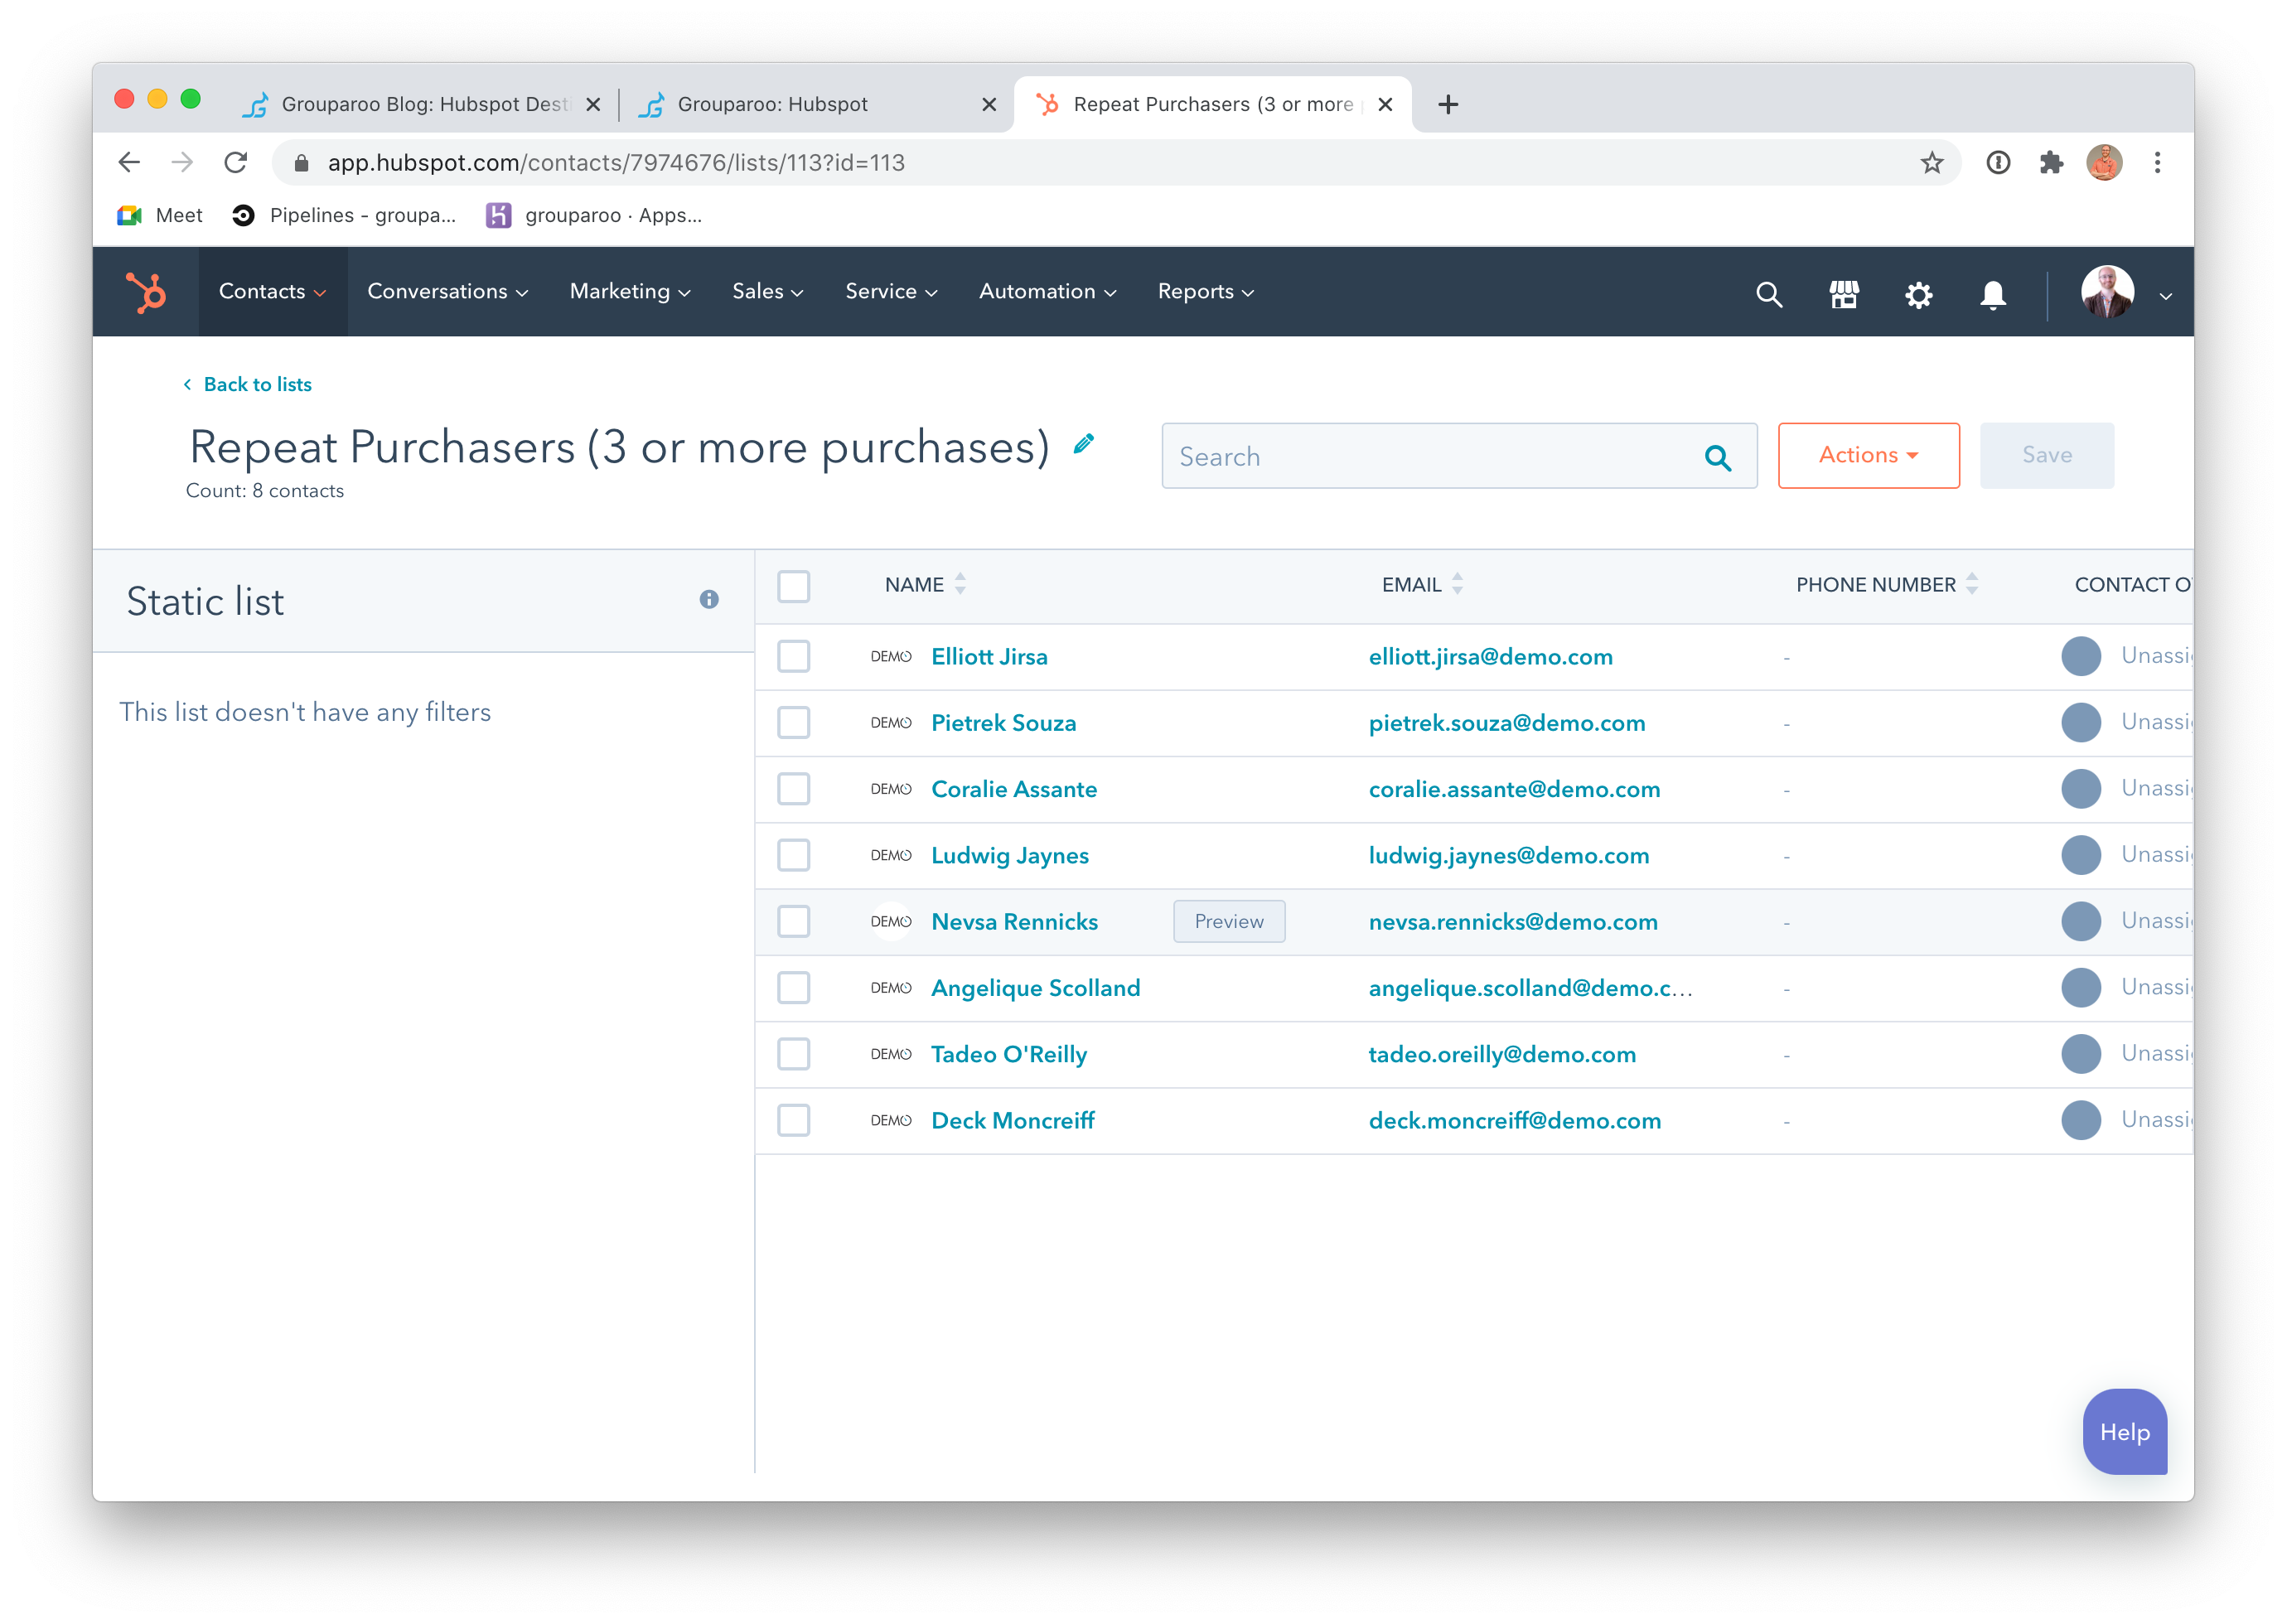 Grouparoo Blog: Hubspot Desti
Grouparoo: Hubspot
Repeat Purchasers (3 or more p
app.hubspot.com/contacts/7974676/lists/113?id=113
Meet
Pipelines - groupa...
grouparoo · Apps...
Contacts
Conversations
Marketing
Sales
Service
Automation
Reports
Back to lists
Repeat Purchasers (3 or more purchases)
Count: 8 contacts
Search
Actions
Save
Static list
This list doesn't have any filters
NAME EMAIL PHONE NUMBER CONTACT O
DEMO Elliott Jirsa elliott.jirsa@demo.com - Unassi
DEMO Pietrek Souza pietrek.souza@demo.com - Unassi
DEMO Coralie Assante coralie.assante@demo.com - Unassi
DEMO Ludwig Jaynes ludwig.jaynes@demo.com - Unassi
DEMO Nevsa Rennicks Preview nevsa.rennicks@demo.com - Unassi
DEMO Angelique Scolland angelique.scolland@demo.c... - Unassi
DEMO Tadeo O'Reilly tadeo.oreilly@demo.com - Unassi
DEMO Deck Moncreiff deck.moncreiff@demo.com - Unassi
Help